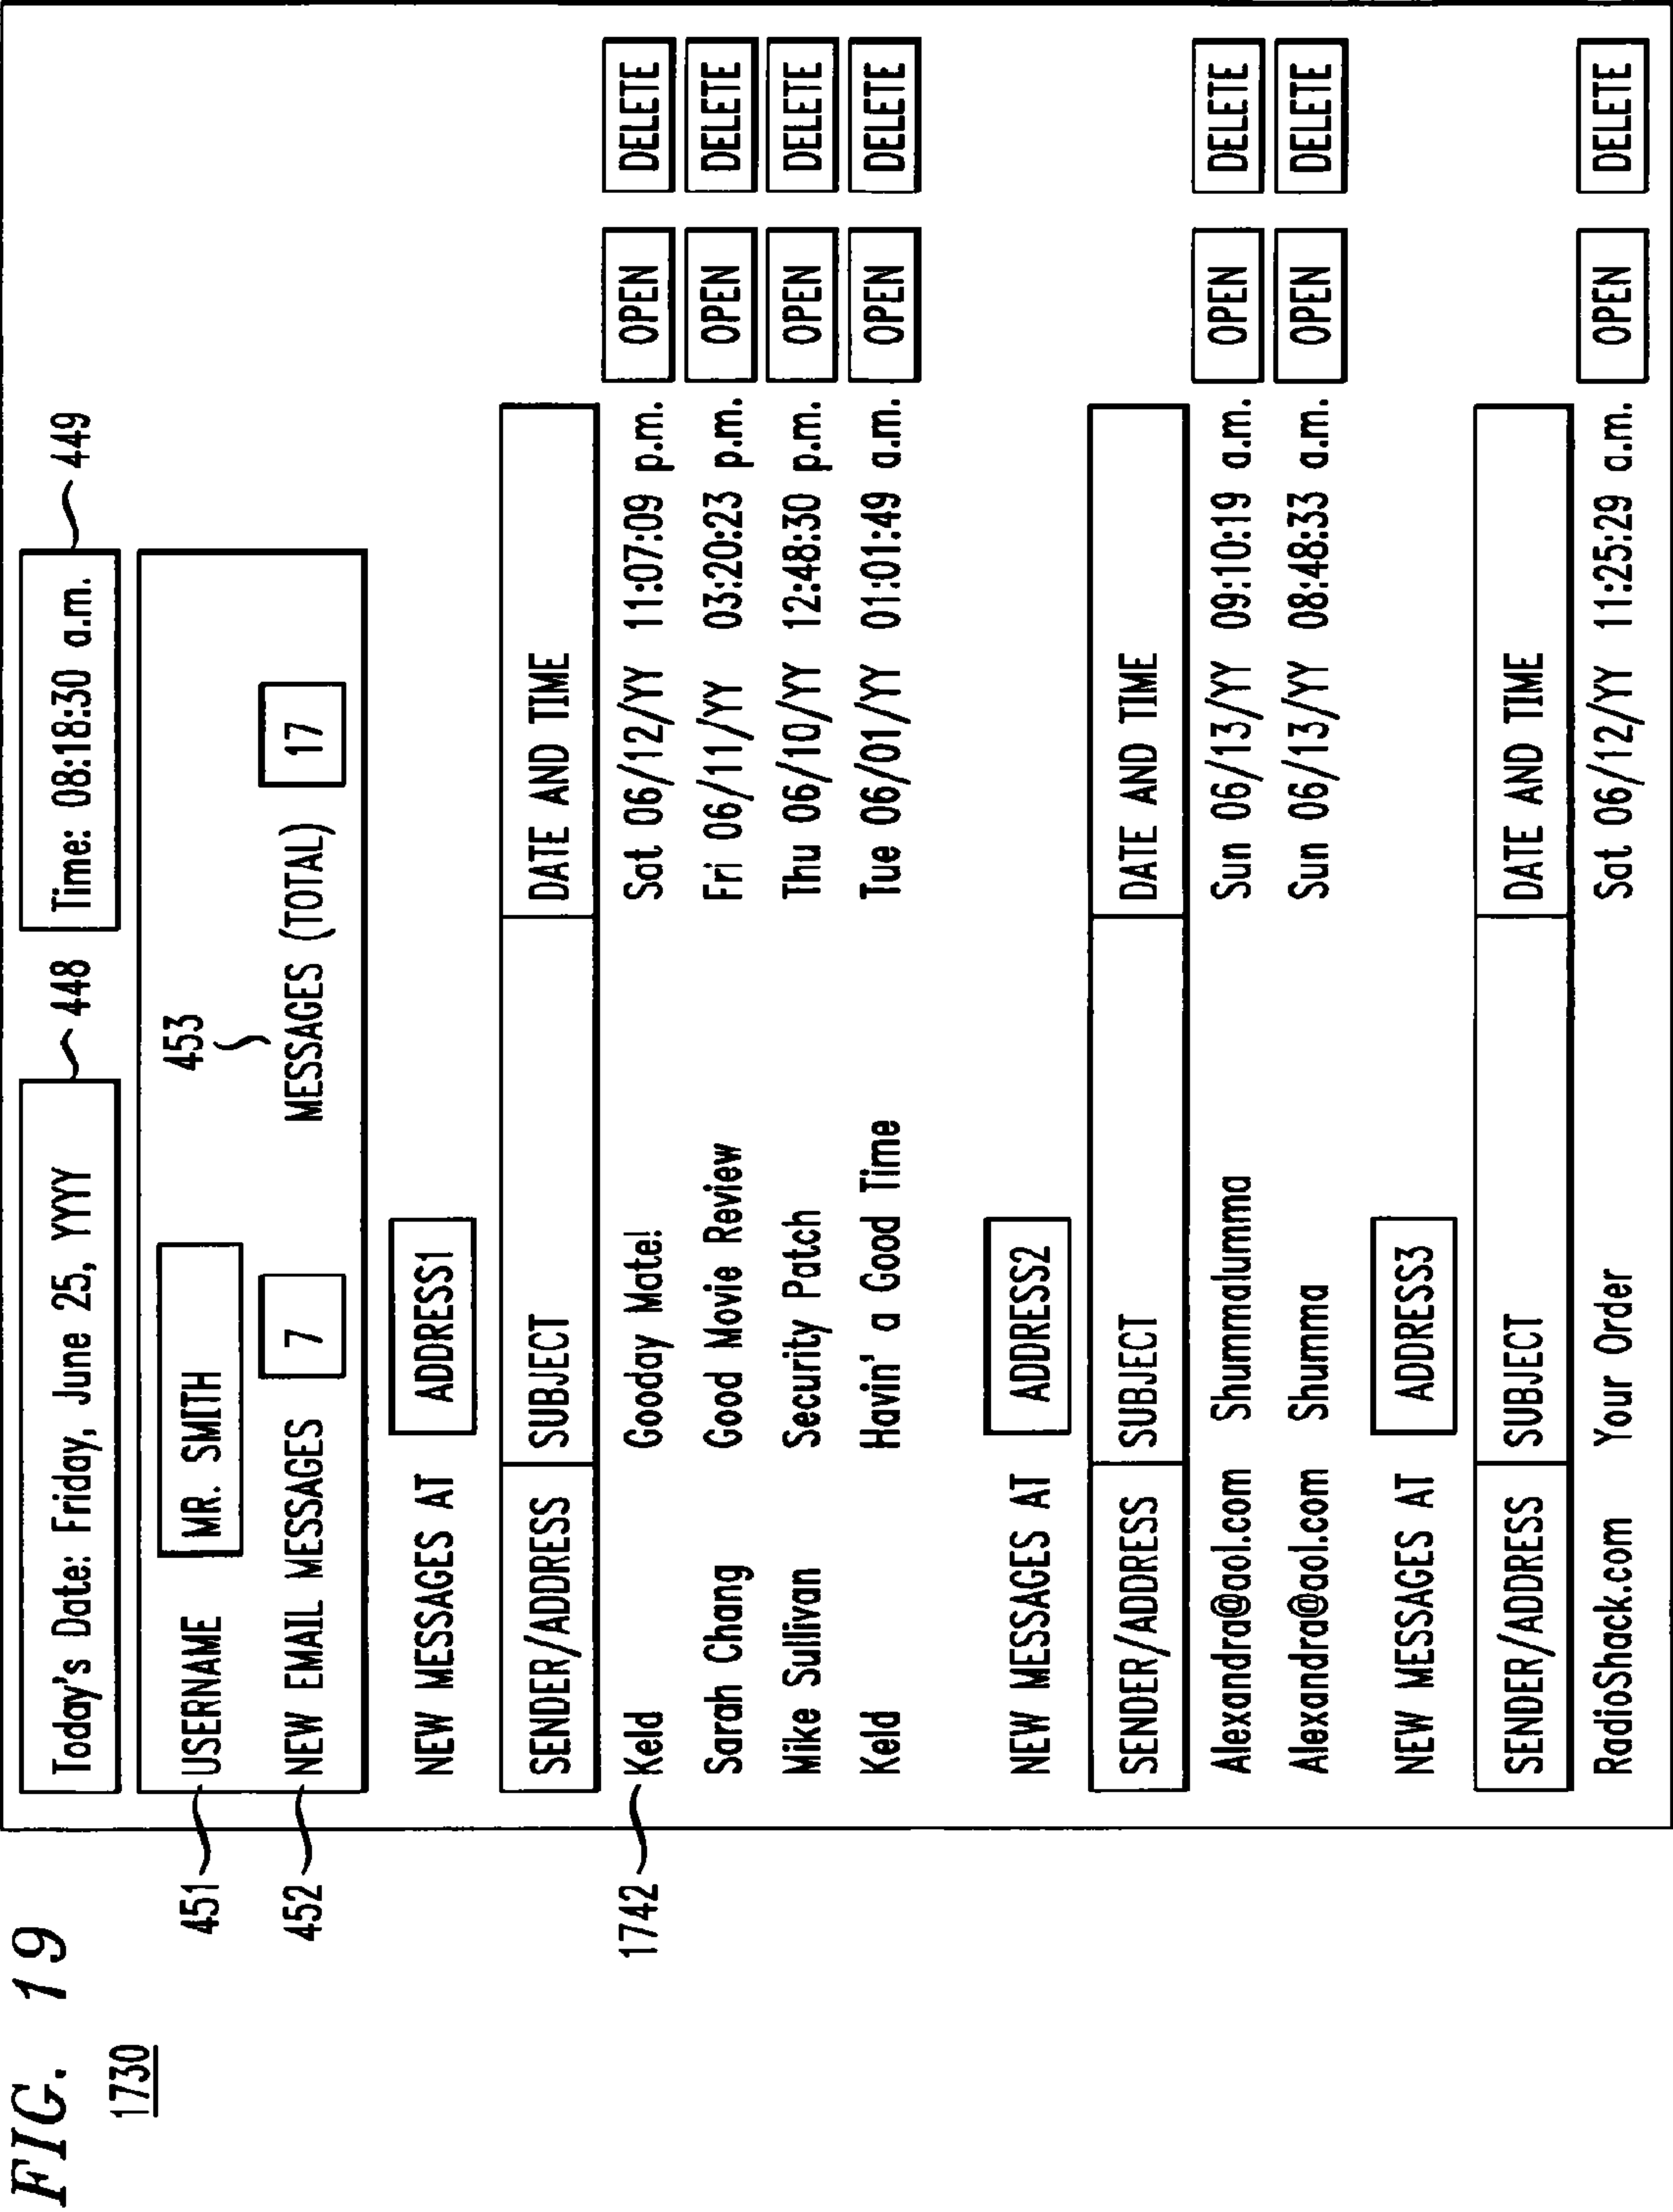 FIG. 19
1730
Today's Date: Friday, June 25, YYYY 448 Time: 08:18:30 a.m. 449
451 USERNAME MR. SMITH 453
452 NEW EMAIL MESSAGES 7 MESSAGES (TOTAL) 17
NEW MESSAGES AT ADDRESS1
SENDER/ADDRESS SUBJECT DATE AND TIME
1742 Keld Gooday Mate! Sat 06/12/YY 11:07:09 p.m. OPEN DELETE
Sarah Chang Good Movie Review Fri 06/11/YY 03:20:23 p.m. OPEN DELETE
Mike Sullivan Security Patch Thu 06/10/YY 12:48:30 p.m. OPEN DELETE
Keld Havin' a Good Time Tue 06/01/YY 01:01:49 a.m. OPEN DELETE
NEW MESSAGES AT ADDRESS2
SENDER/ADDRESS SUBJECT DATE AND TIME
Alexandra@aol.com Shummalumma Sun 06/13/YY 09:10:19 a.m. OPEN DELETE
Alexandra@aol.com Shumma Sun 06/13/YY 08:48:33 a.m. OPEN DELETE
NEW MESSAGES AT ADDRESS3
SENDER/ADDRESS SUBJECT DATE AND TIME
RadioShack.com Your Order Sat 06/12/YY 11:25:29 a.m. OPEN DELETE